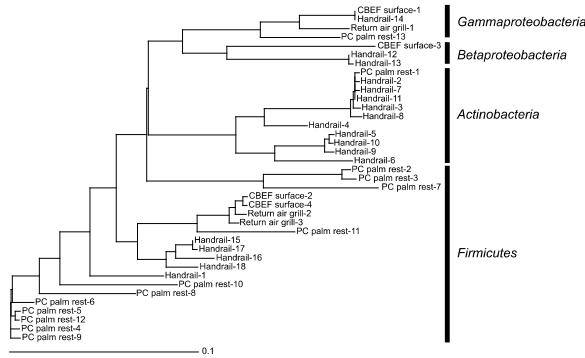 CBEF surface-1
Handrail-14
Return air grill-1
PC palm rest-13
Gammaproteobacteria
CBEF surface-3
Handrail-12
Handrail-13
Betaproteobacteria
PC palm rest-1
Handrail-2
Handrail-7
Handrail-11
Handrail-3
Handrail-8
Handrail-4
Handrail-5
Handrail-10
Handrail-9
Handrail-6
Actinobacteria
PC palm rest-2
PC palm rest-3
PC palm rest-7
CBEF surface-2
CBEF surface-4
Return air grill-2
Return air grill-3
PC palm rest-11
Handrail-15
Handrail-17
Handrail-16
Handrail-18
Handrail-1
PC palm rest-10
PC palm rest-8
PC palm rest-6
PC palm rest-5
PC palm rest-12
PC palm rest-4
PC palm rest-9
Firmicutes
0.1